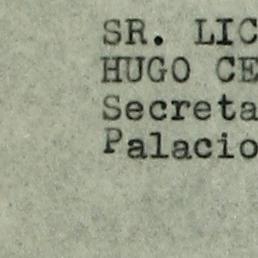 SR. LIC
HUGO CE
Secreta
Palacio